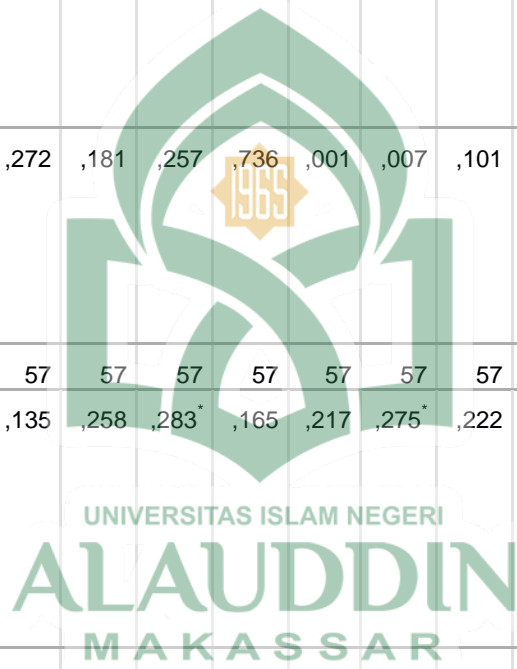 ,272 ,181 ,257 ,736 ,001 ,007 ,101
1965
57 57 57 57 57 57 57
,135 ,258 ,283* ,165 ,217 ,275* ,222
UNIVERSITAS ISLAM NEGERI
ALAUDDIN
MAKASSAR